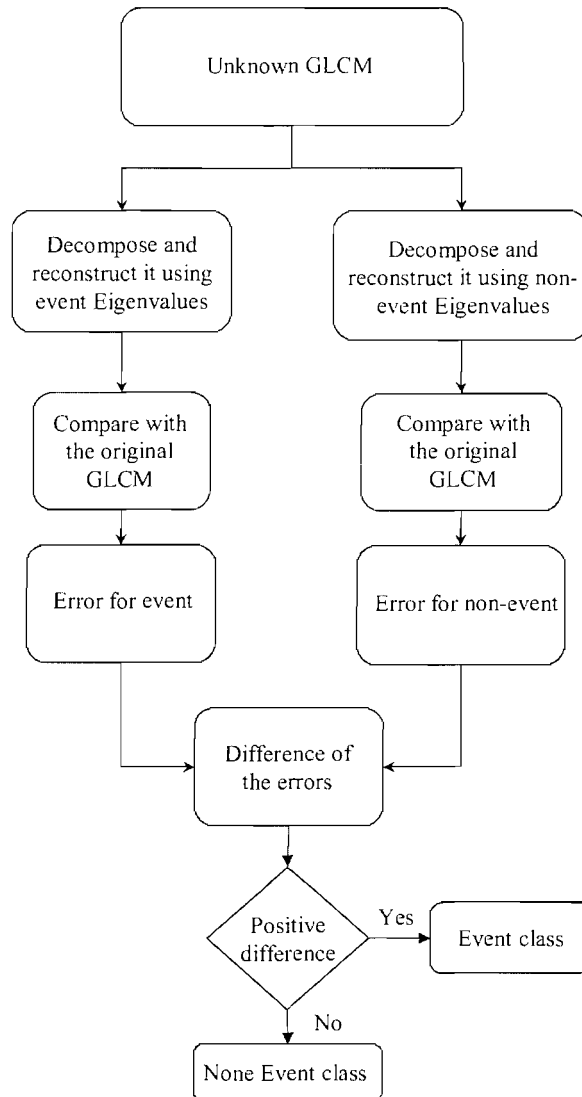 Unknown GLCM
Decompose and
reconstruct it using
event Eigenvalues
Decompose and
reconstruct it using non-
event Eigenvalues
Compare with
the original
GLCM
Compare with
the original
GLCM
Error for event
Error for non-event
Difference of
the errors
Positive
difference
Yes
Event class
No
None Event class